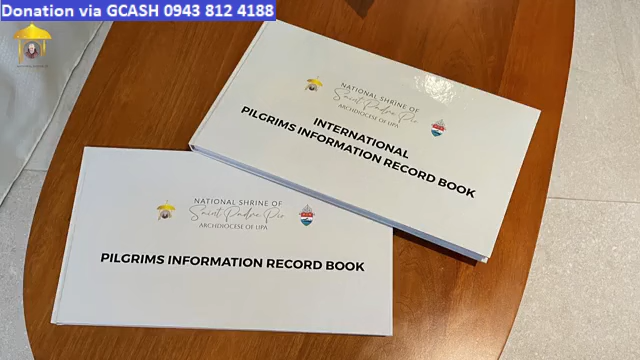 Donation via GCASH 0943 812 4188
NATIONAL SHRINE OF
Saint Padre Pio
ARCHDIOCESE OF LIPA
INTERNATIONAL
PILGRIMS INFORMATION RECORD BOOK
NATIONAL SHRINE OF
Saint Padre Pio
ARCHDIOCESE OF LIPA
PILGRIMS INFORMATION RECORD BOOK